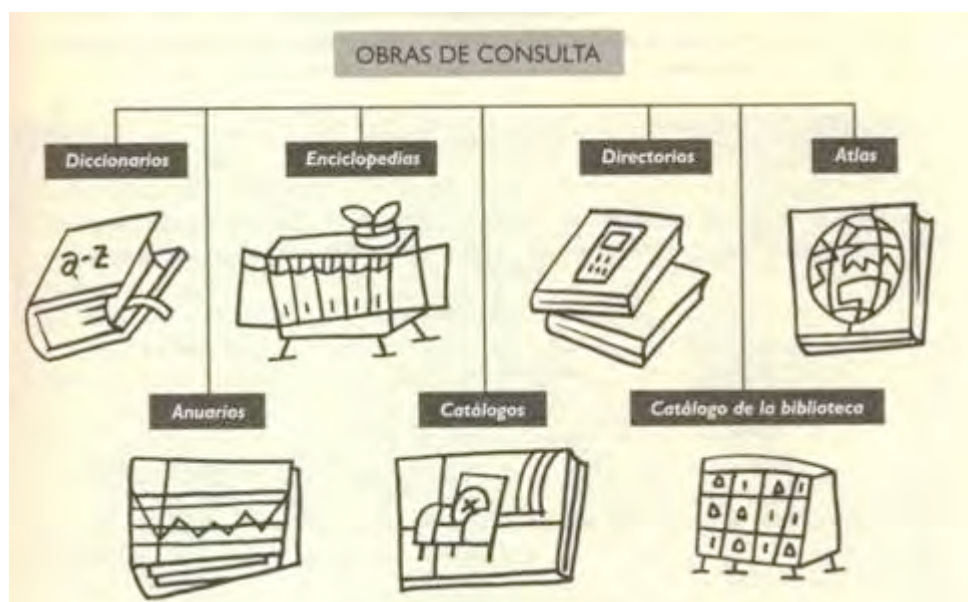 OBRAS DE CONSULTA
Diccionarios
Enciclopedias
Directorios
Atlas
a-z
Anuarios
Catálogos
Catálogo de la biblioteca